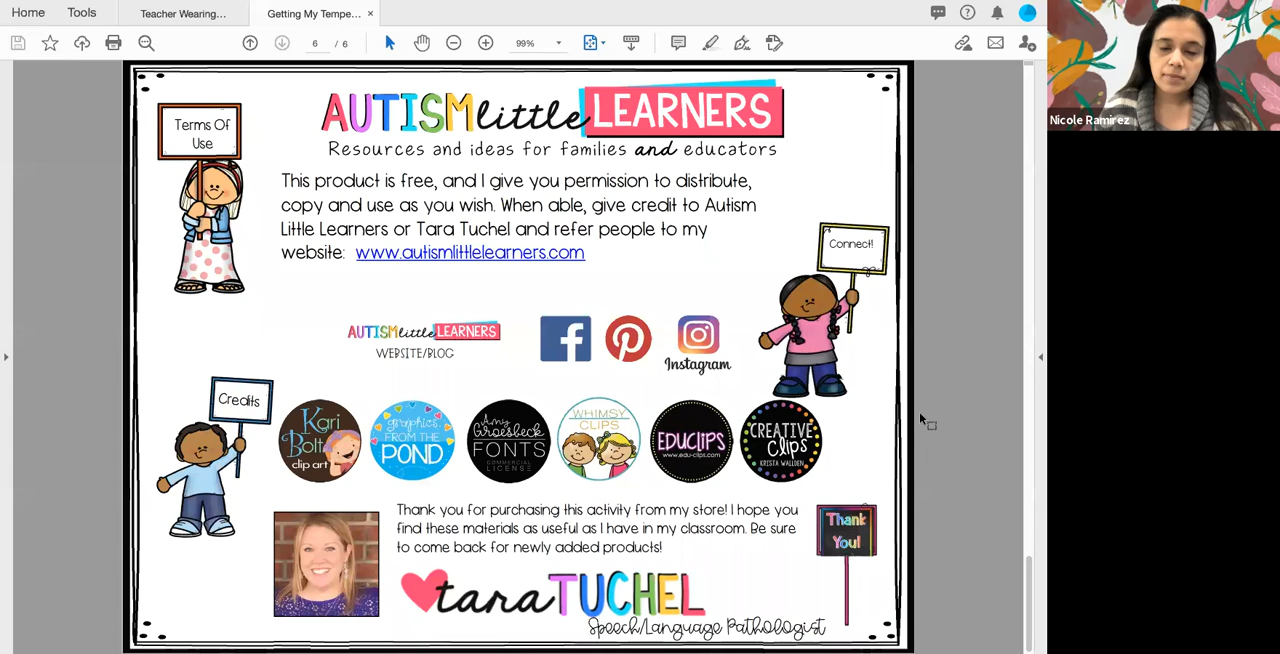 Home
Tools
Teacher Wearing...
Getting My Tempe...
×
6 / 6
99%
Nicole Ramirez
Terms Of
Use
AUTISM little LEARNERS
Resources and ideas for families and educators
This product is free, and I give you permission to distribute,
copy and use as you wish. When able, give credit to Autism
Little Learners or Tara Tuchel and refer people to my
website: www.autismlittlelearners.com
Connect!
AUTISM little LEARNERS
WEBSITE/BLOG
Instagram
Credits
Kari
Bolt
clip art
graphics
FROM THE
POND
Amy
Groesbeck
FONTS
COMMERCIAL
LICENSE
WHIMSY
CLIPS
EDUCLIPS
www.edu-clips.com
CREATIVE
Clips
KRISTA WALLDEN
Thank you for purchasing this activity from my store! I hope you
find these materials as useful as I have in my classroom. Be sure
to come back for newly added products!
Thank
You!
tara TUCHEL
Speech/Language Pathologist